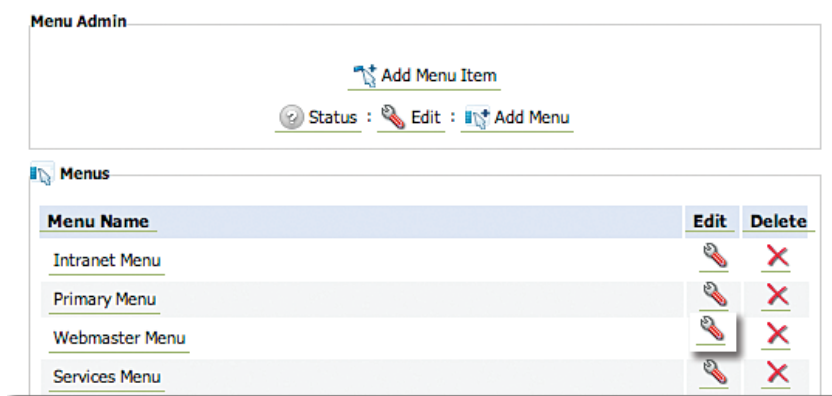 Menu Admin
Add Menu Item
Status : Edit : Add Menu
Menus
Menu Name Edit Delete
Intranet Menu
Primary Menu
Webmaster Menu
Services Menu